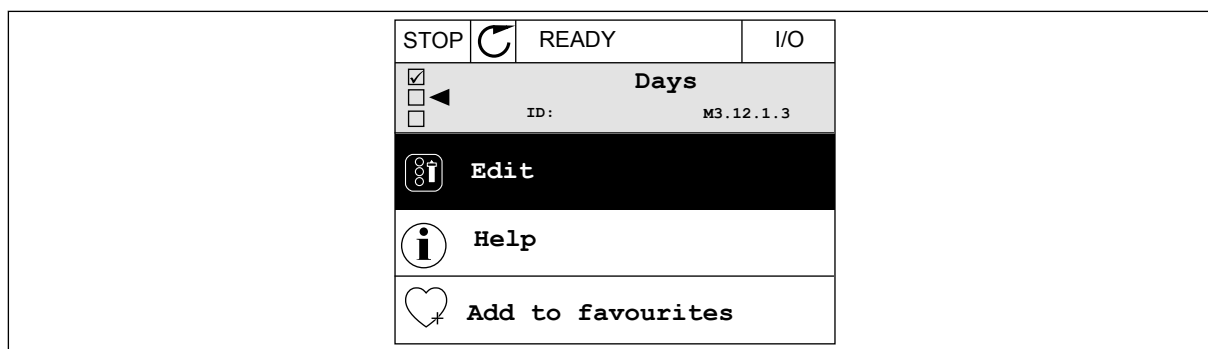 STOP READY I/O
Days
ID: M3.12.1.3
Edit
Help
Add to favourites